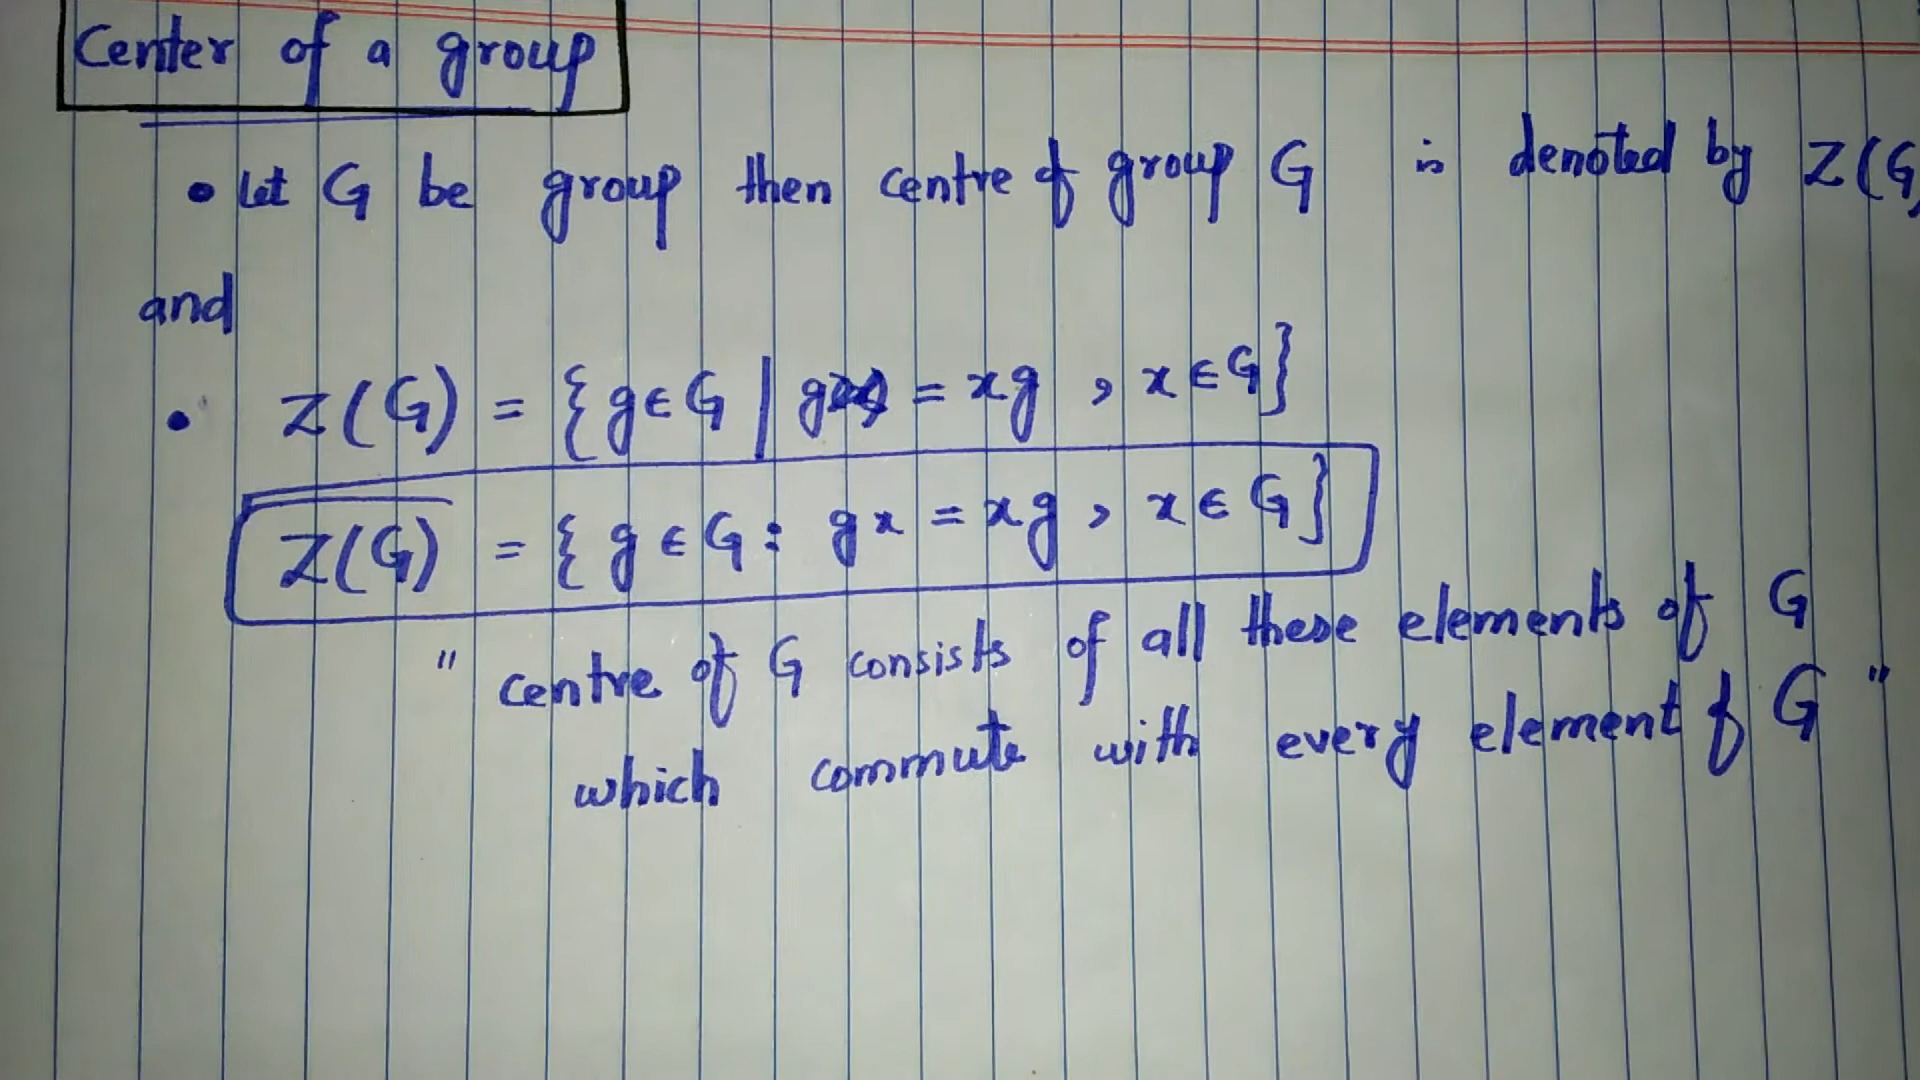 Center of a group
• Let G be group then centre of group G is denoted by Z(G)
and
• Z(G) = {g∈G | gx = xg , x∈G}
Z(G) = {g∈G : gx = xg , x∈G}
" centre of G consists of all these elements of G
which commute with every element of G "